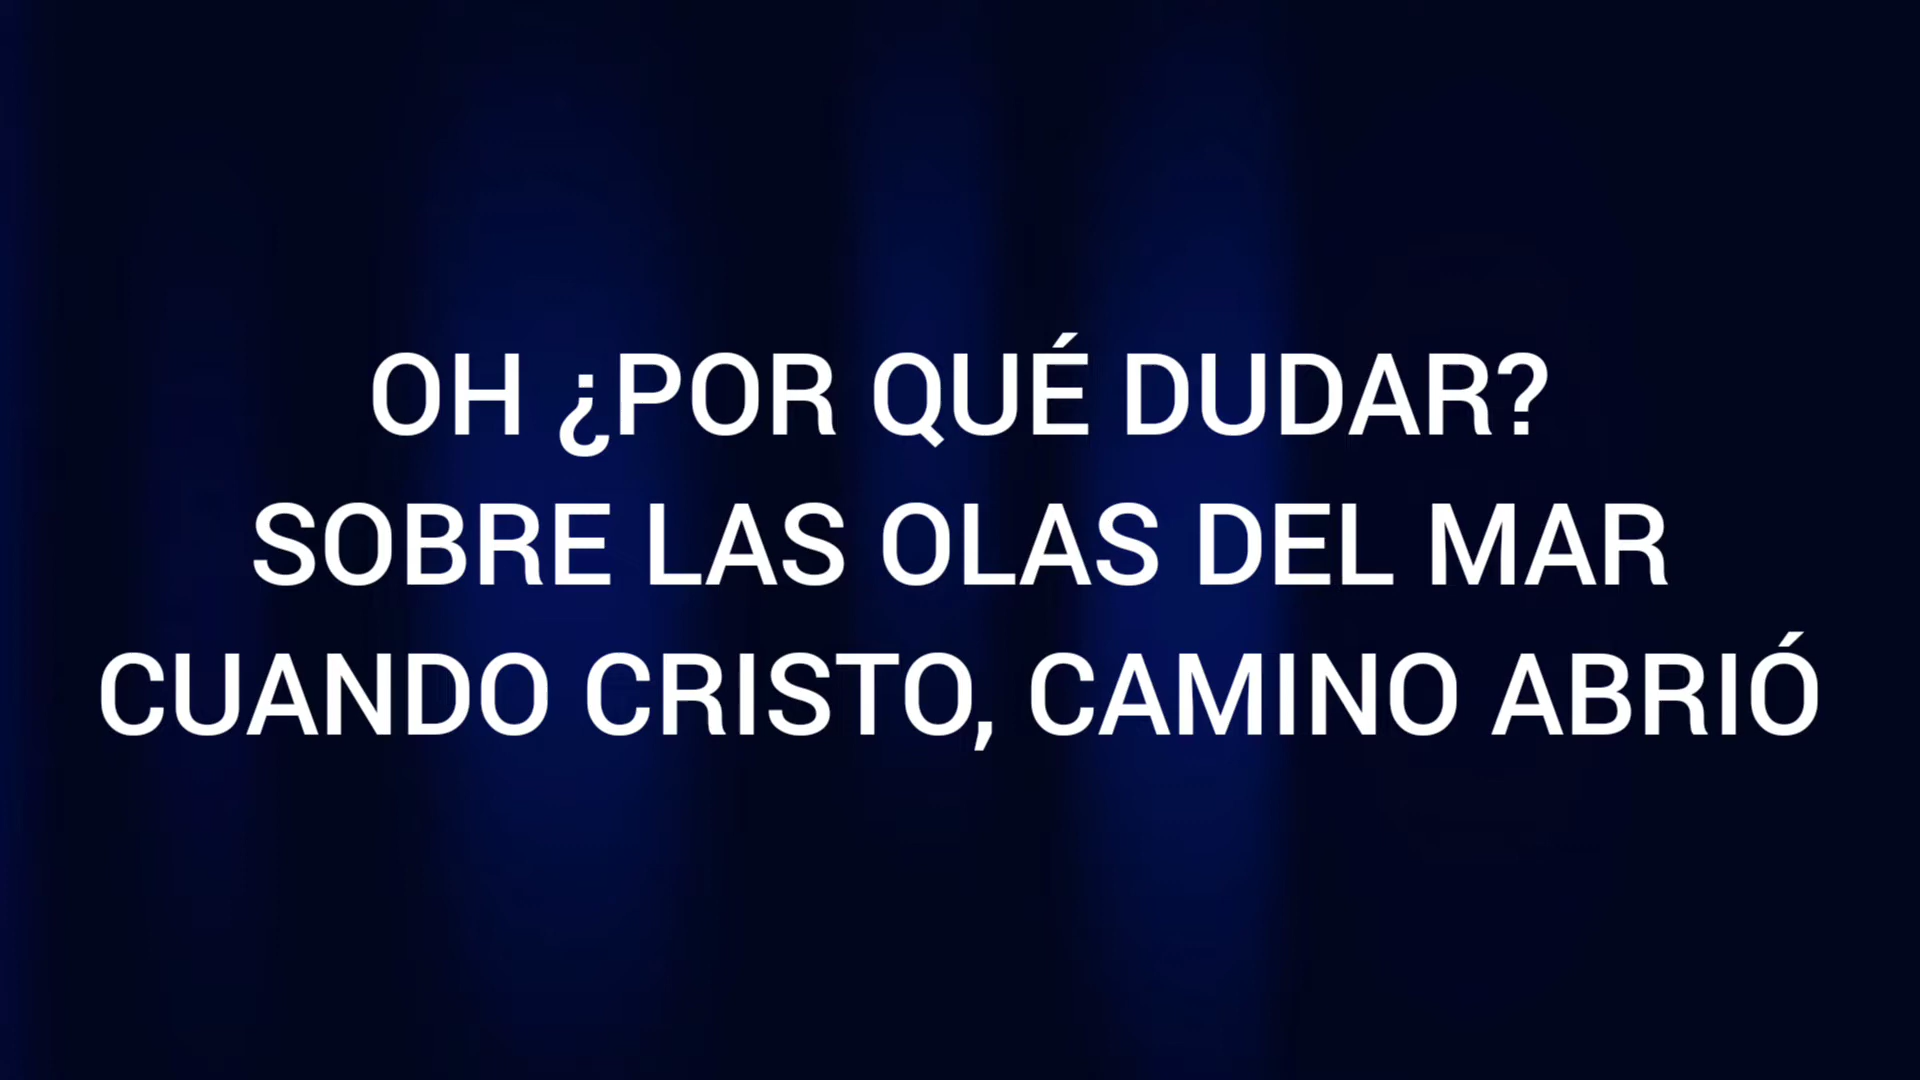 OH ¿POR QUÉ DUDAR?
SOBRE LAS OLAS DEL MAR
CUANDO CRISTO, CAMINO ABRIÓ